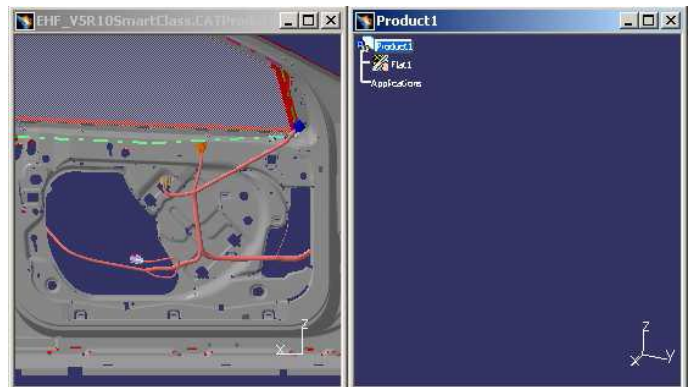 EHF_V5R10SmartClass.CATProd
Product1
Product1
Flat1
Applications
Z
X
Z
X
Y